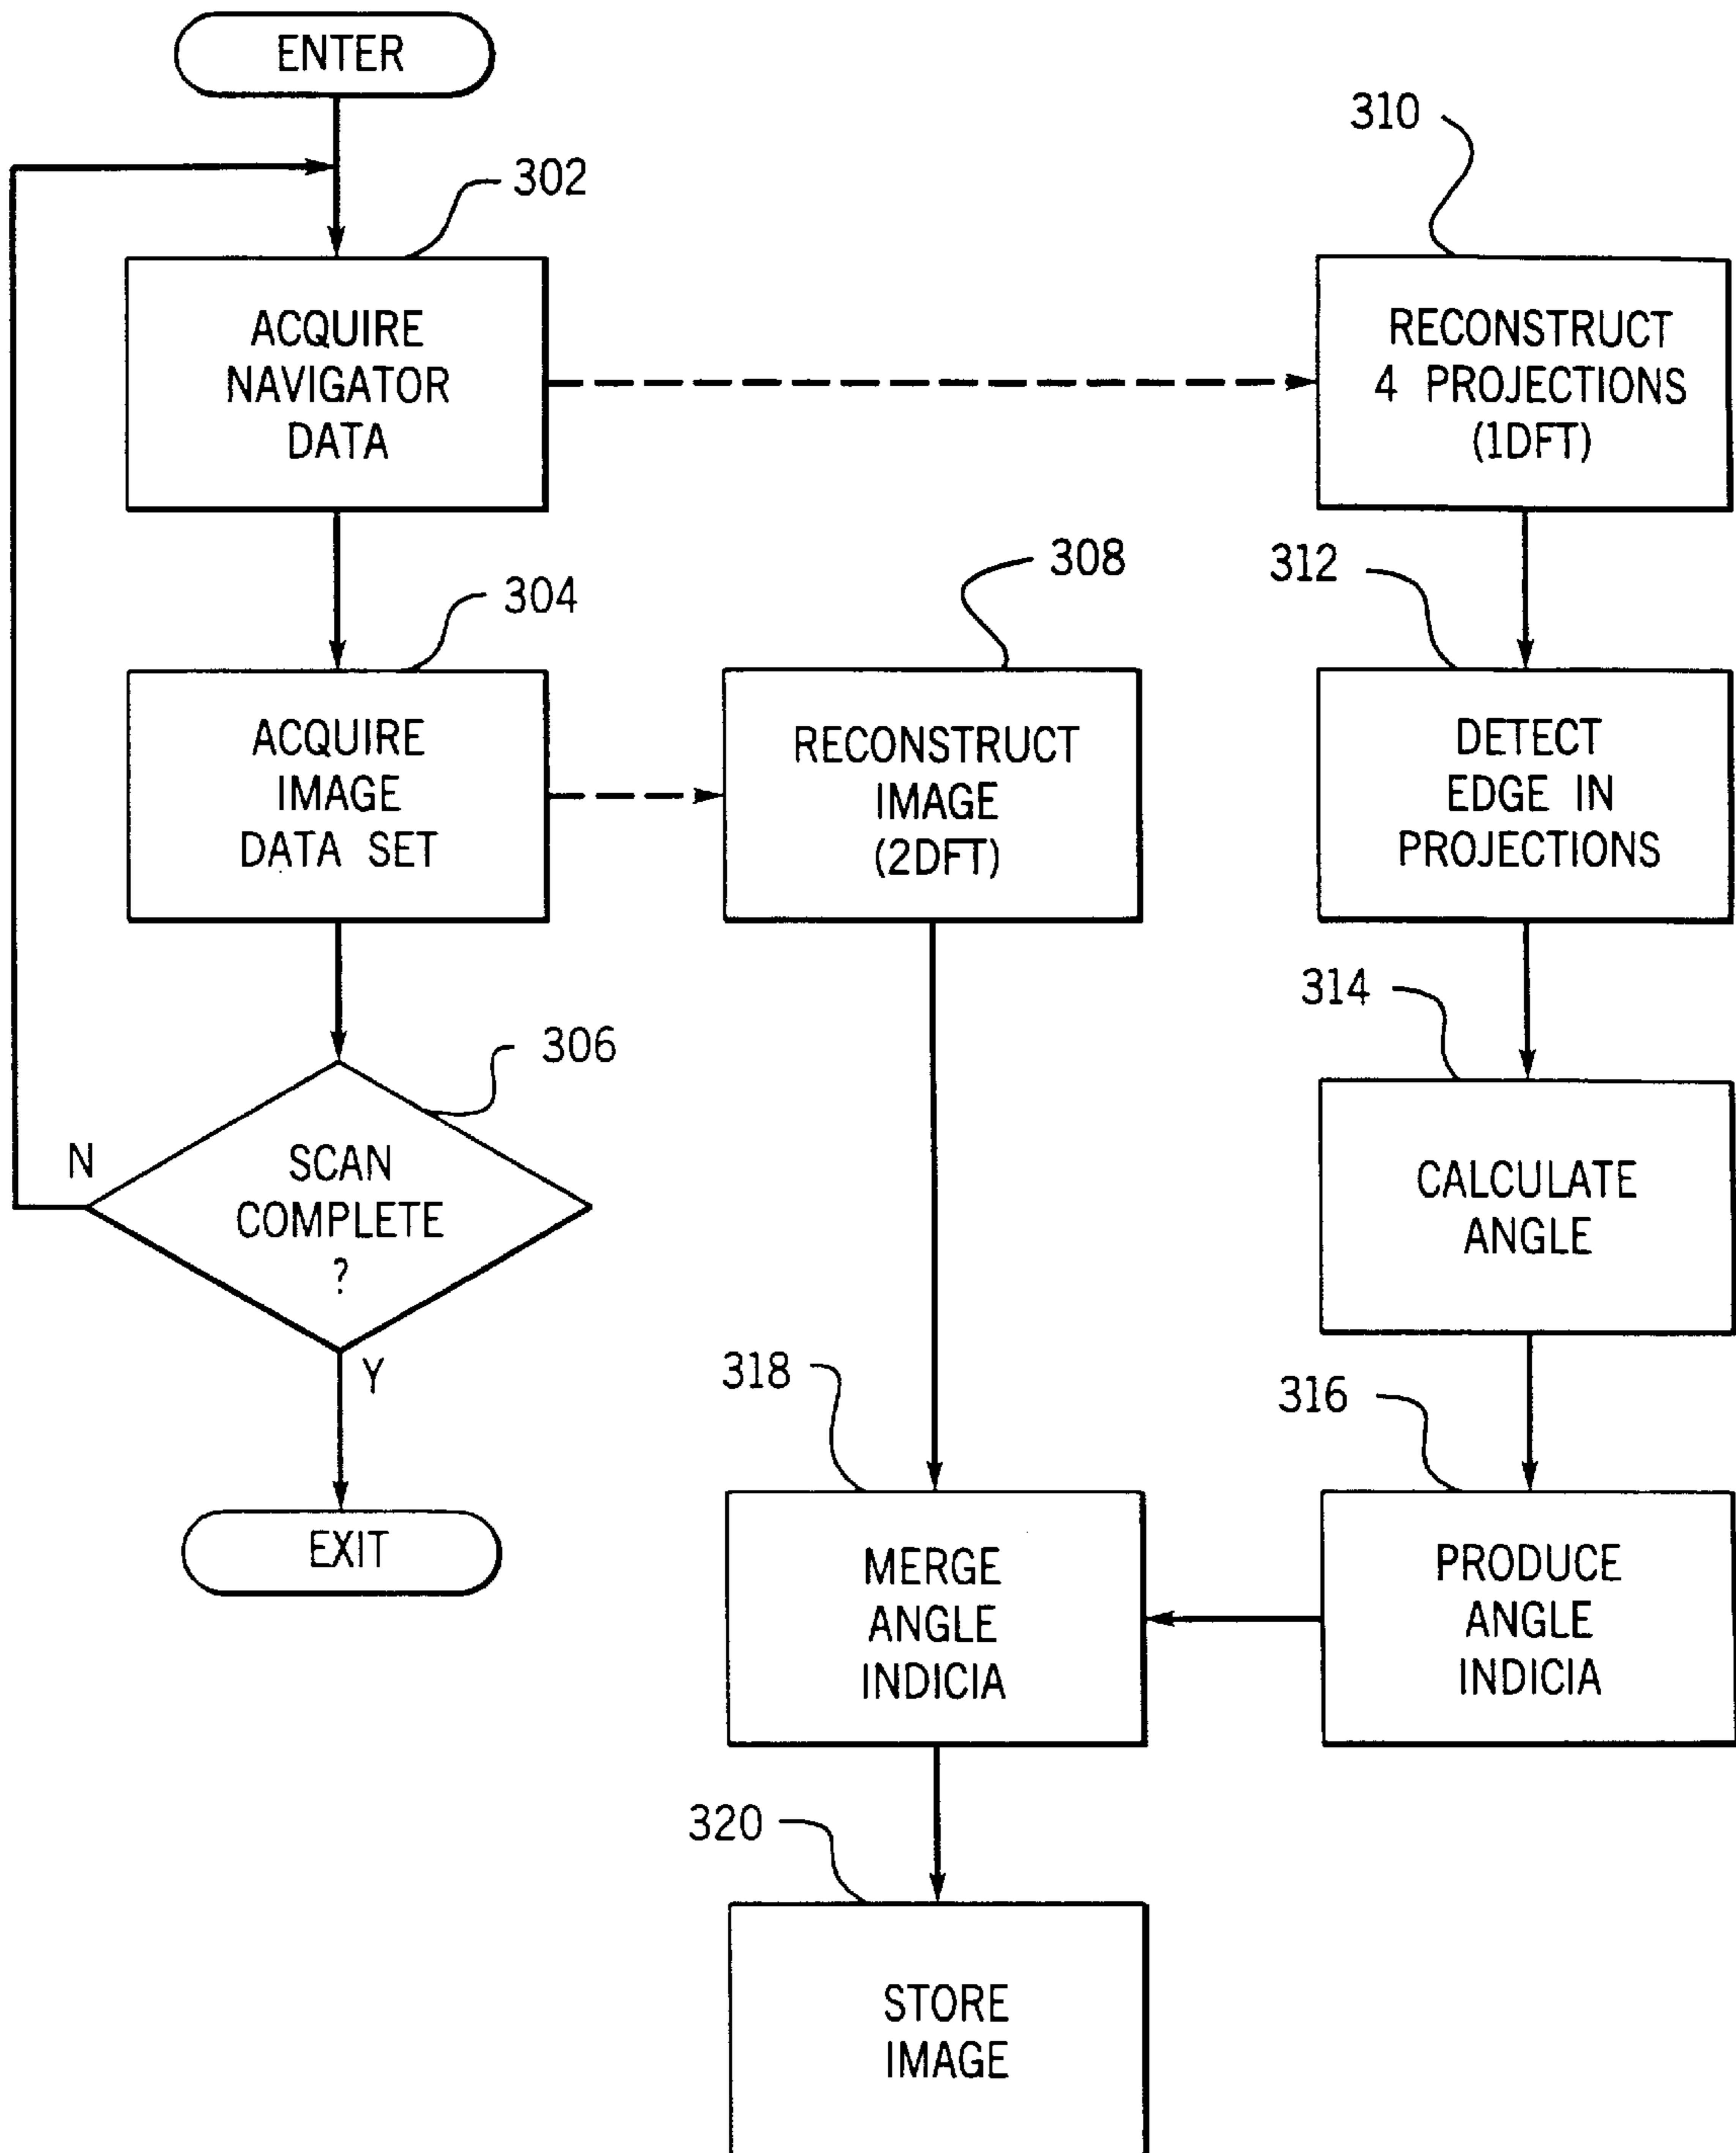 ENTER
302
ACQUIRE
NAVIGATOR
DATA
304
ACQUIRE
IMAGE
DATA SET
306
SCAN
COMPLETE
?
N
Y
EXIT
308
RECONSTRUCT
IMAGE
(2DFT)
310
RECONSTRUCT
4 PROJECTIONS
(1DFT)
312
DETECT
EDGE IN
PROJECTIONS
314
CALCULATE
ANGLE
316
PRODUCE
ANGLE
INDICIA
318
MERGE
ANGLE
INDICIA
320
STORE
IMAGE